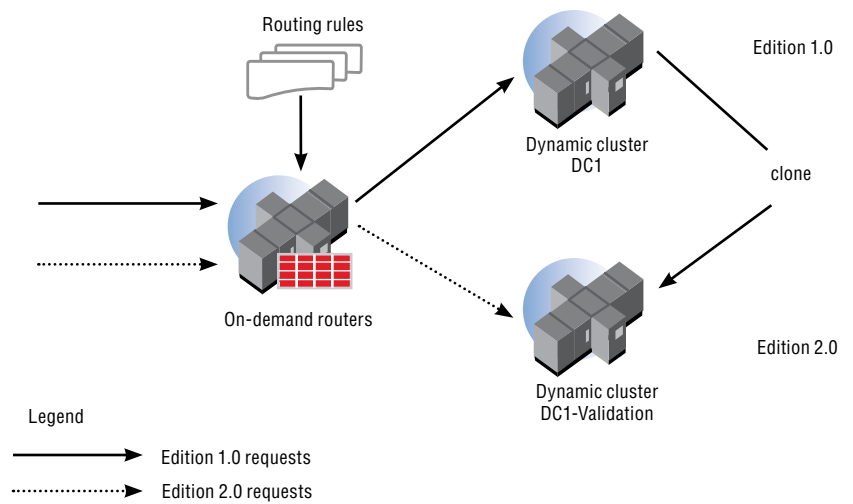 Routing rules
Edition 1.0
Dynamic cluster
DC1
clone
On-demand routers
Edition 2.0
Dynamic cluster
DC1-Validation
Legend
Edition 1.0 requests
Edition 2.0 requests